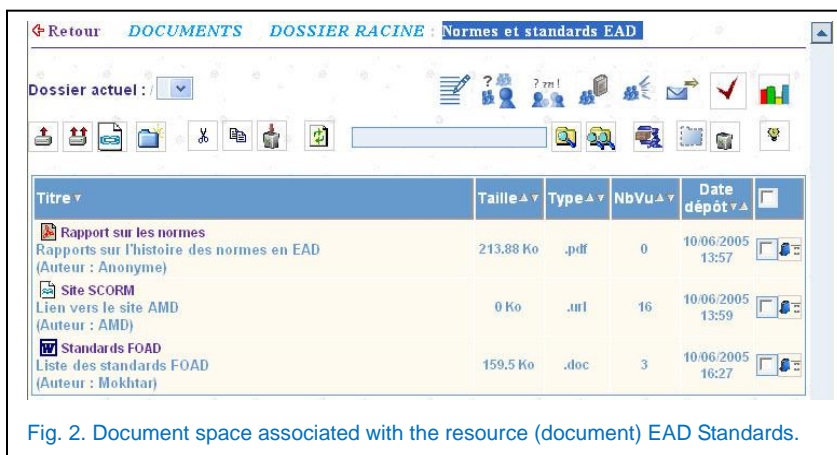 Retour DOCUMENTS DOSSIER RACINE : Normes et standards EAD
Dossier actuel : /
Titre Taille Type NbVu Date dépôt
Rapport sur les normes
Rapports sur l'histoire des normes en EAD
(Auteur : Anonyme)
213.88 Ko .pdf 0 10/06/2005 13:57
Site SCORM
Lien vers le site AMD
(Auteur : AMD)
0 Ko .url 16 10/06/2005 13:59
Standards FOAD
Liste des standards FOAD
(Auteur : Mokhtar)
159.5 Ko .doc 3 10/06/2005 16:27
Fig. 2. Document space associated with the resource (document) EAD Standards.